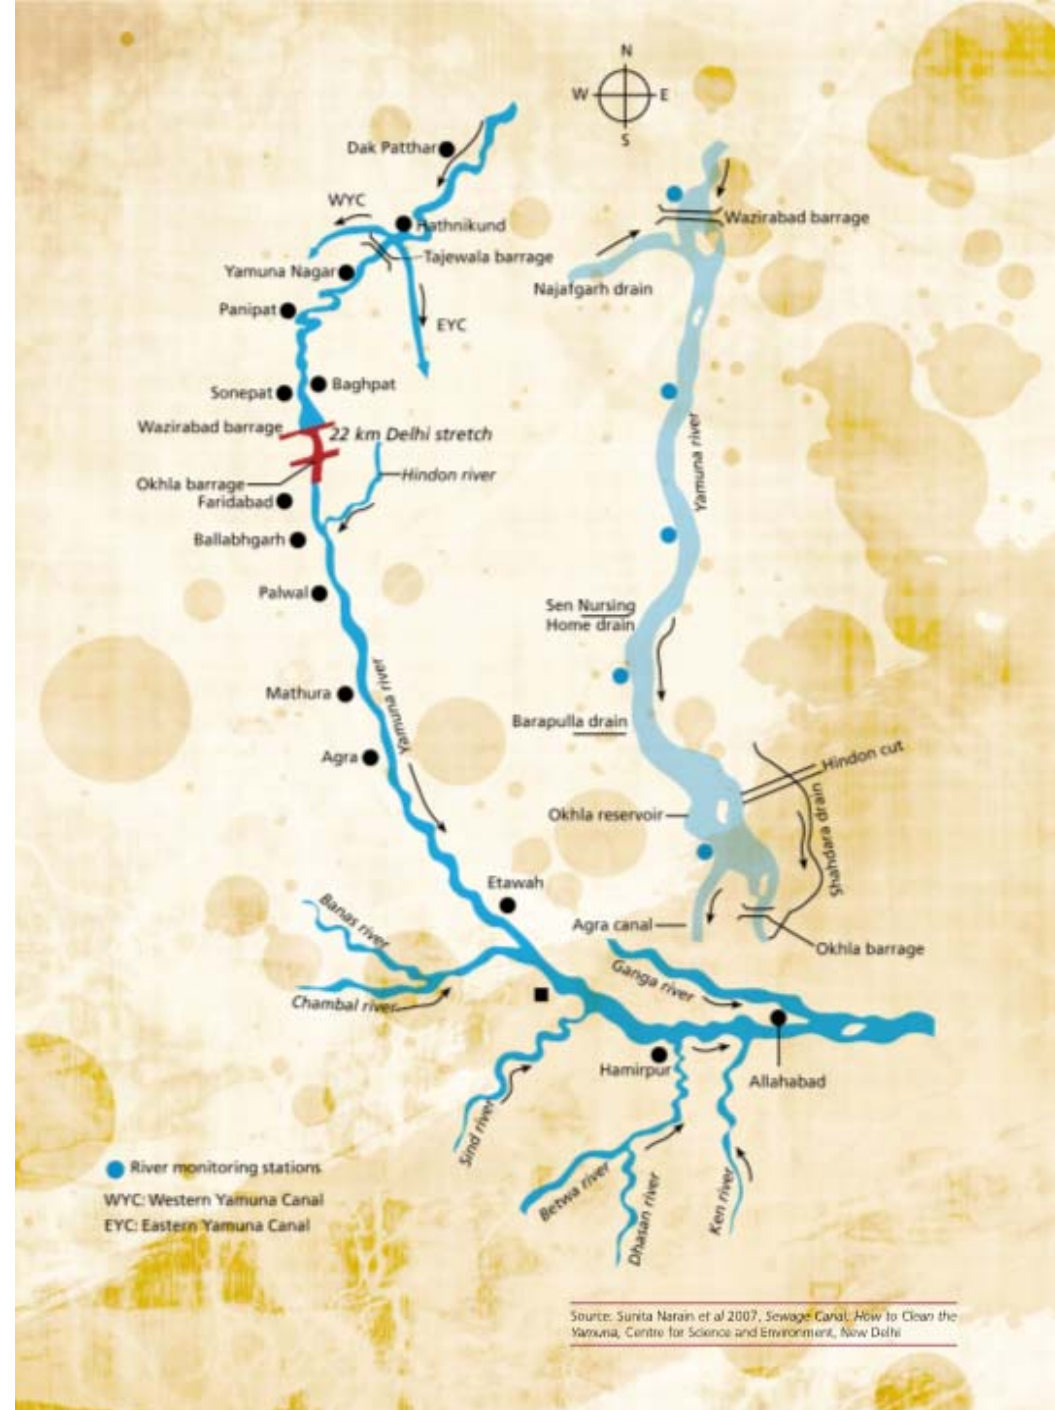 N
W
E
S
Dak Patthar
WYC
Hathnikund
Tajewala barrage
Yamuna Nagar
Panipat
EYC
Sonepat
Baghpat
Wazirabad barrage
22 km Delhi stretch
Hindon river
Okhla barrage
Faridabad
Ballabhgarh
Palwal
Mathura
Yamuna river
Agra
Etawah
Banas river
Chambal river
Sind river
Hamirpur
Betwa river
Dhasan river
Ken river
Ganga river
Allahabad
Wazirabad barrage
Najafgarh drain
Yamuna river
Sen Nursing
Home drain
Barapulla drain
Hindon cut
Okhla reservoir
Shahdara drain
Agra canal
Okhla barrage
River monitoring stations
WYC: Western Yamuna Canal
EYC: Eastern Yamuna Canal
Source: Sunita Narain et al 2007, Sewage Canal: How to Clean the
Yamuna, Centre for Science and Environment, New Delhi